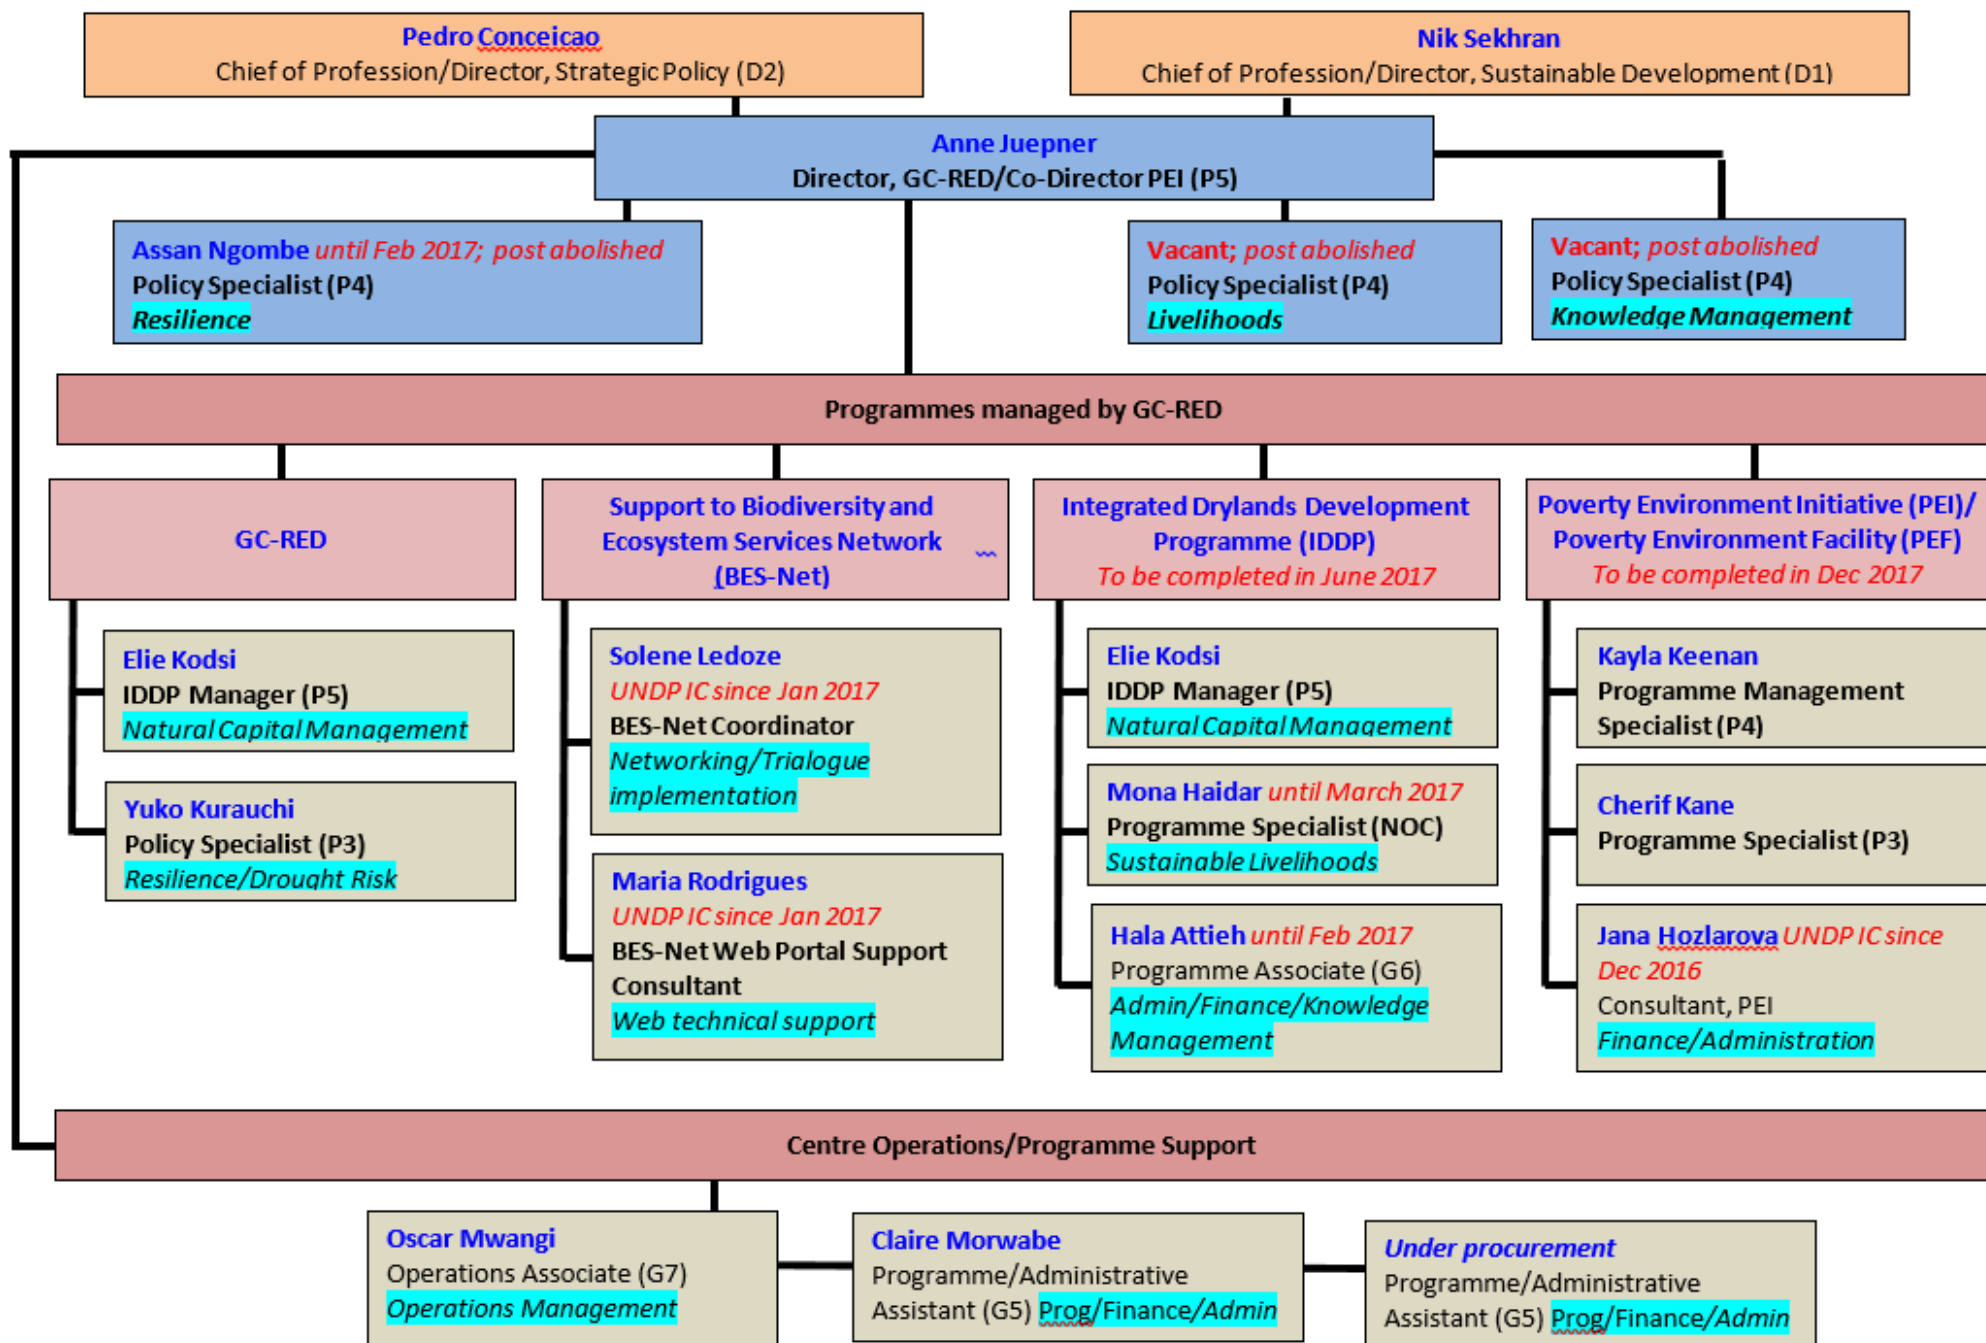 Pedro Conceicao
Chief of Profession/Director, Strategic Policy (D2)
Nik Sekhran
Chief of Profession/Director, Sustainable Development (D1)
Anne Juepner
Director, GC-RED/Co-Director PEI (P5)
Assan Ngombe until Feb 2017; post abolished
Policy Specialist (P4)
Resilience
Vacant; post abolished
Policy Specialist (P4)
Livelihoods
Vacant; post abolished
Policy Specialist (P4)
Knowledge Management
Programmes managed by GC-RED
GC-RED
Support to Biodiversity and
Ecosystem Services Network
(BES-Net)
Integrated Drylands Development
Programme (IDDP)
To be completed in June 2017
Poverty Environment Initiative (PEI)/
Poverty Environment Facility (PEF)
To be completed in Dec 2017
Elie Kodsi
IDDP Manager (P5)
Natural Capital Management
Yuko Kurauchi
Policy Specialist (P3)
Resilience/Drought Risk
Solene Ledoze
UNDP IC since Jan 2017
BES-Net Coordinator
Networking/Trialogue
implementation
Maria Rodrigues
UNDP IC since Jan 2017
BES-Net Web Portal Support
Consultant
Web technical support
Elie Kodsi
IDDP Manager (P5)
Natural Capital Management
Mona Haidar until March 2017
Programme Specialist (NOC)
Sustainable Livelihoods
Hala Attieh until Feb 2017
Programme Associate (G6)
Admin/Finance/Knowledge
Management
Kayla Keenan
Programme Management
Specialist (P4)
Cherif Kane
Programme Specialist (P3)
Jana Hozlarova UNDP IC since
Dec 2016
Consultant, PEI
Finance/Administration
Centre Operations/Programme Support
Oscar Mwangi
Operations Associate (G7)
Operations Management
Claire Morwabe
Programme/Administrative
Assistant (G5) Prog/Finance/Admin
Under procurement
Programme/Administrative
Assistant (G5) Prog/Finance/Admin